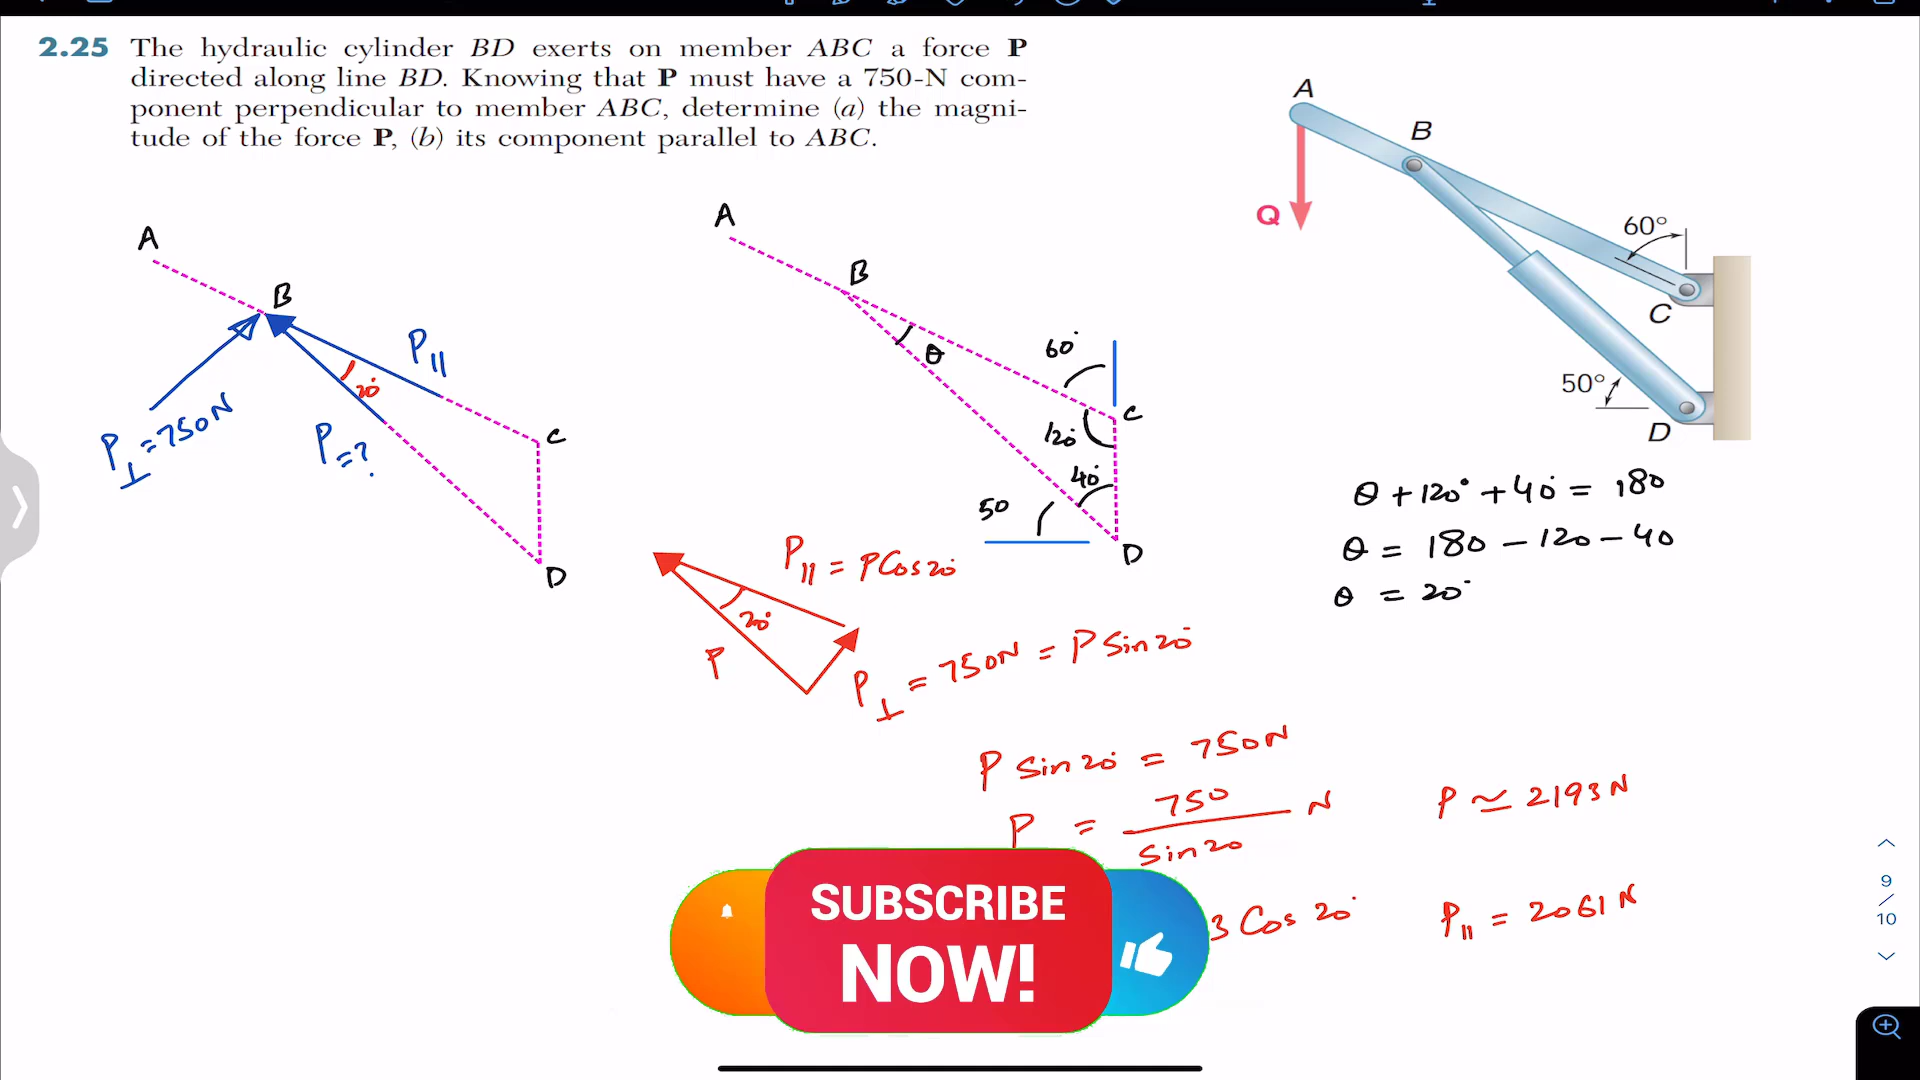 2.25 The hydraulic cylinder BD exerts on member ABC a force P
directed along line BD. Knowing that P must have a 750-N com-
ponent perpendicular to member ABC, determine (a) the magni-
tude of the force P, (b) its component parallel to ABC.
A
B
Q
60°
C
50°
D
A
B
P||
20°
P⊥ = 750N
P = ?
C
D
A
B
θ
60°
C
120°
40°
50
D
θ + 120° + 40° = 180
θ = 180 - 120 - 40
θ = 20°
P|| = P Cos 20°
20°
P
P⊥ = 750N = P Sin 20°
P Sin 20° = 750N
P = 750 / Sin 20 N
P ≃ 2193 N
3 Cos 20°
P|| = 2061 N
SUBSCRIBE
NOW!
9
/
10